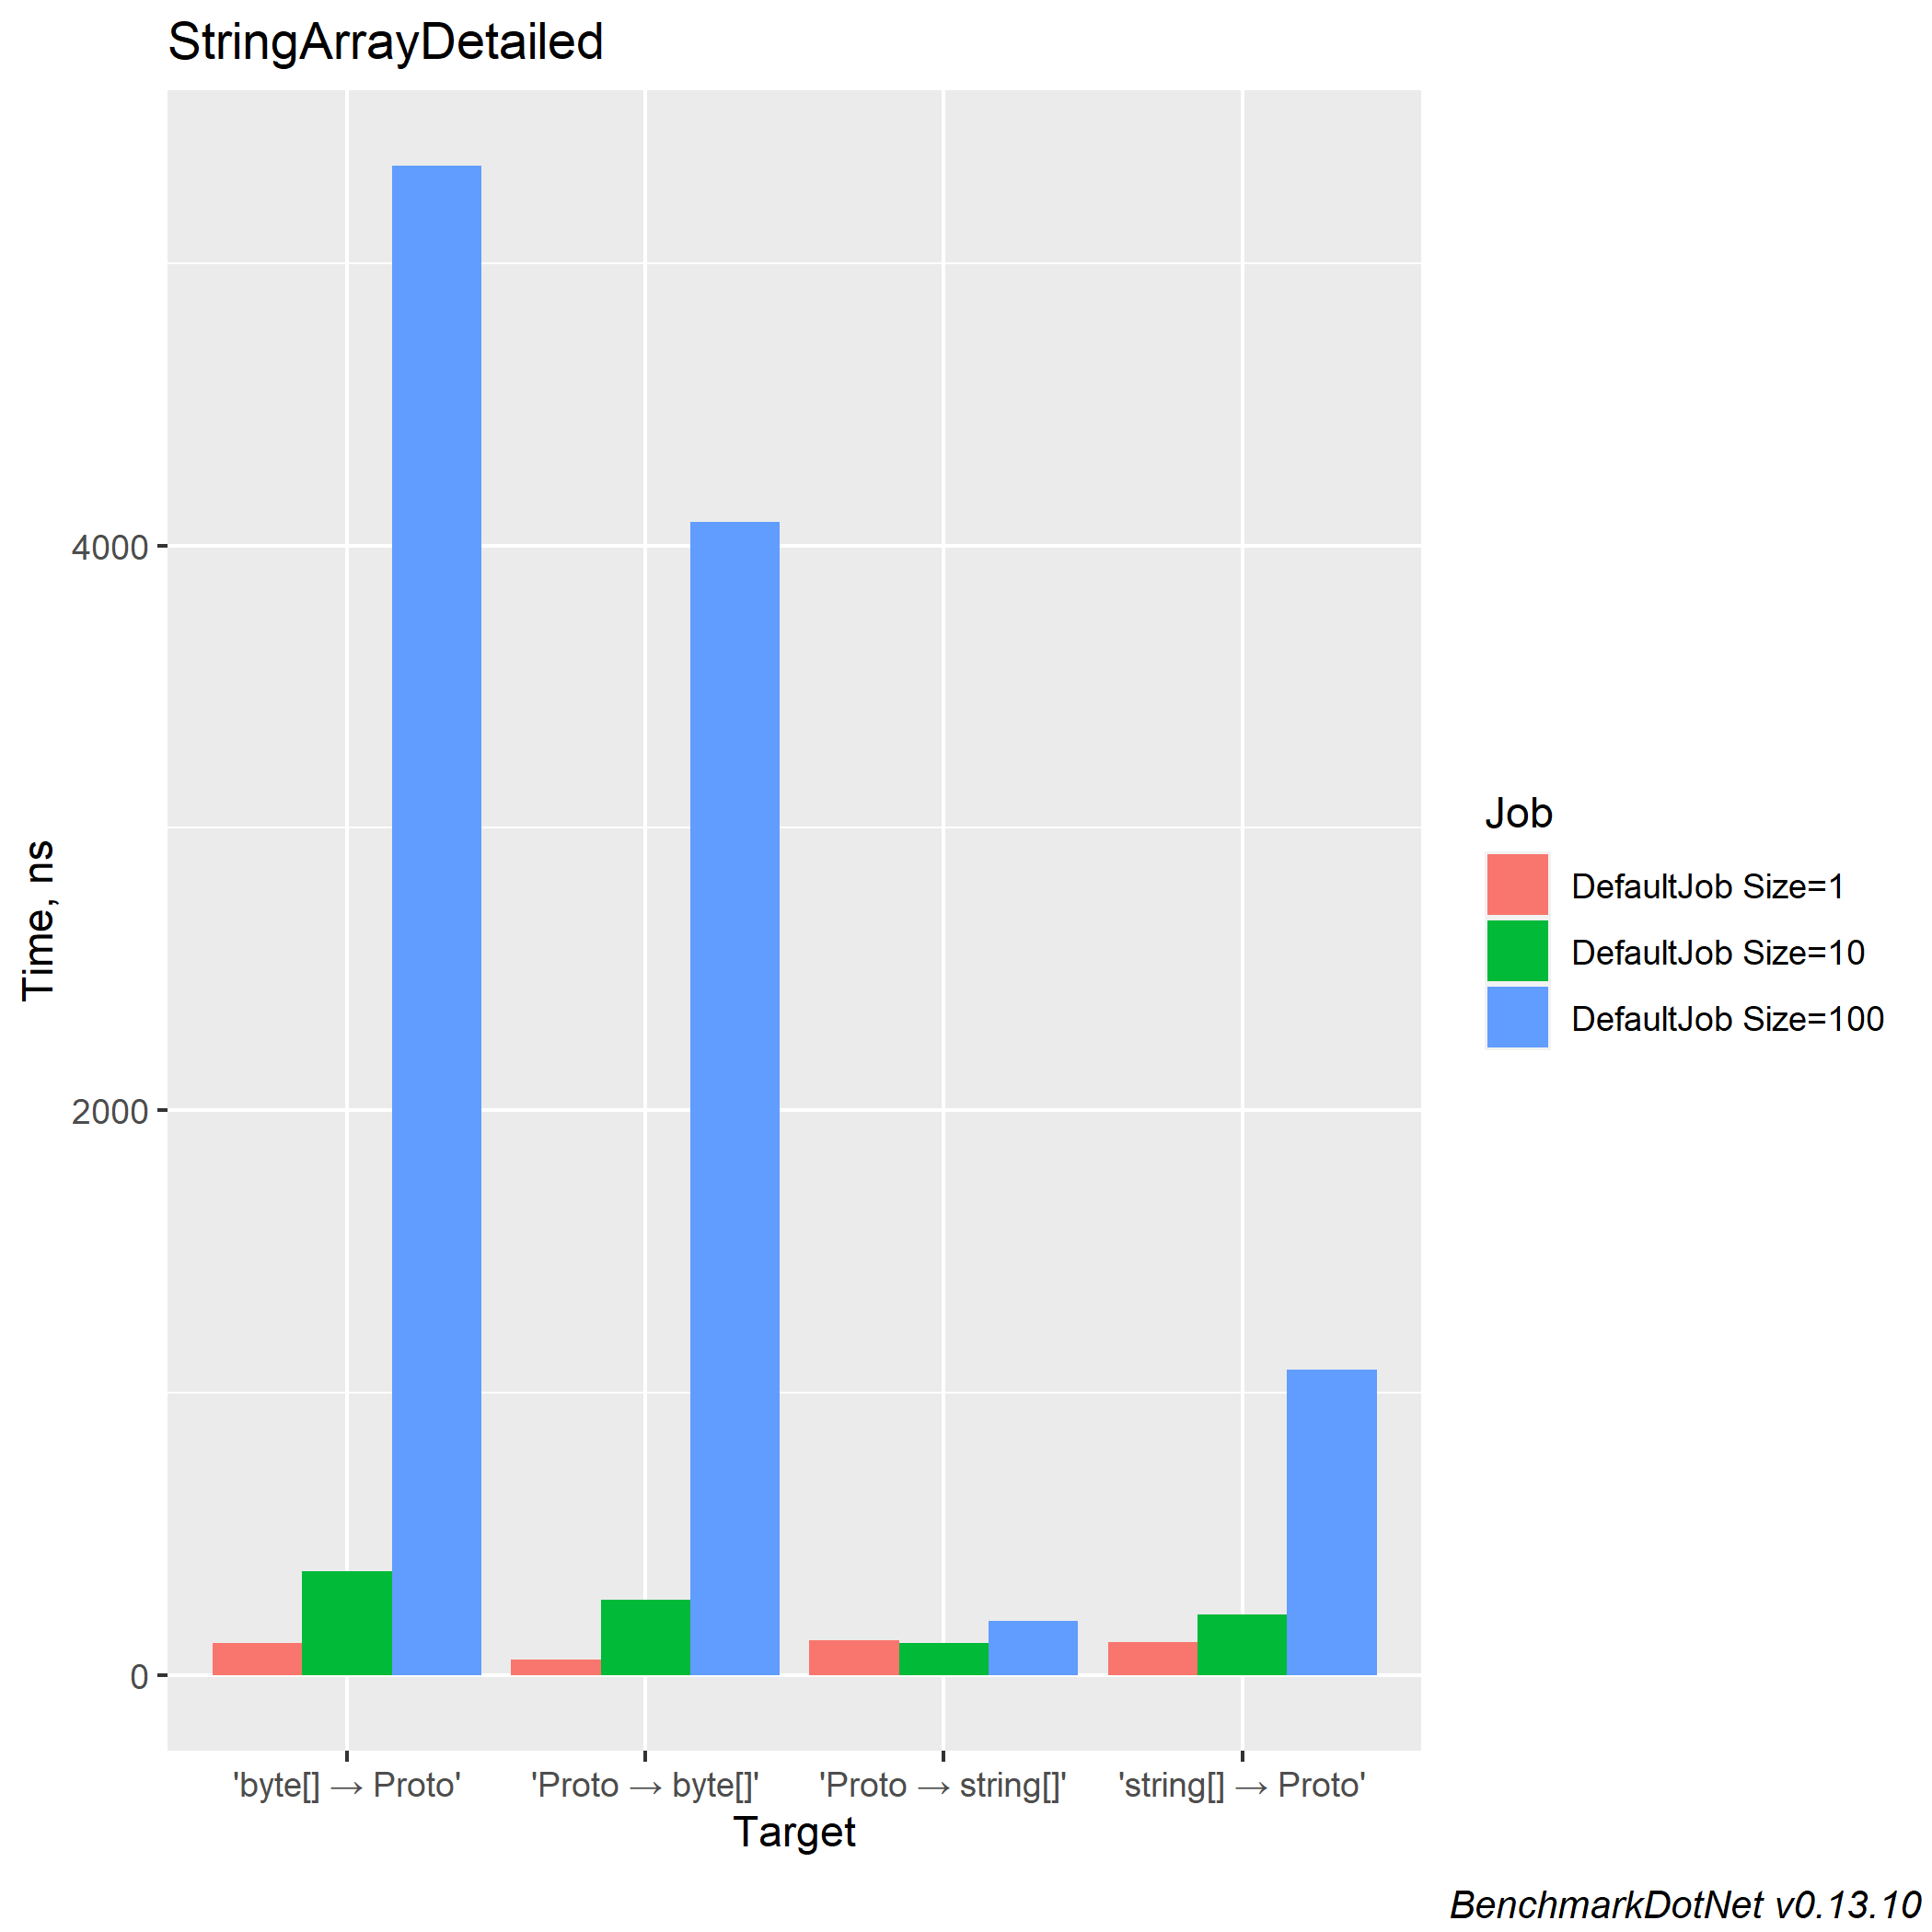 StringArrayDetailed
Time, ns
4000
2000
0
'byte[] → Proto'
'Proto → byte[]'
'Proto → string[]'
'string[] → Proto'
Target
Job
DefaultJob Size=1
DefaultJob Size=10
DefaultJob Size=100
BenchmarkDotNet v0.13.10